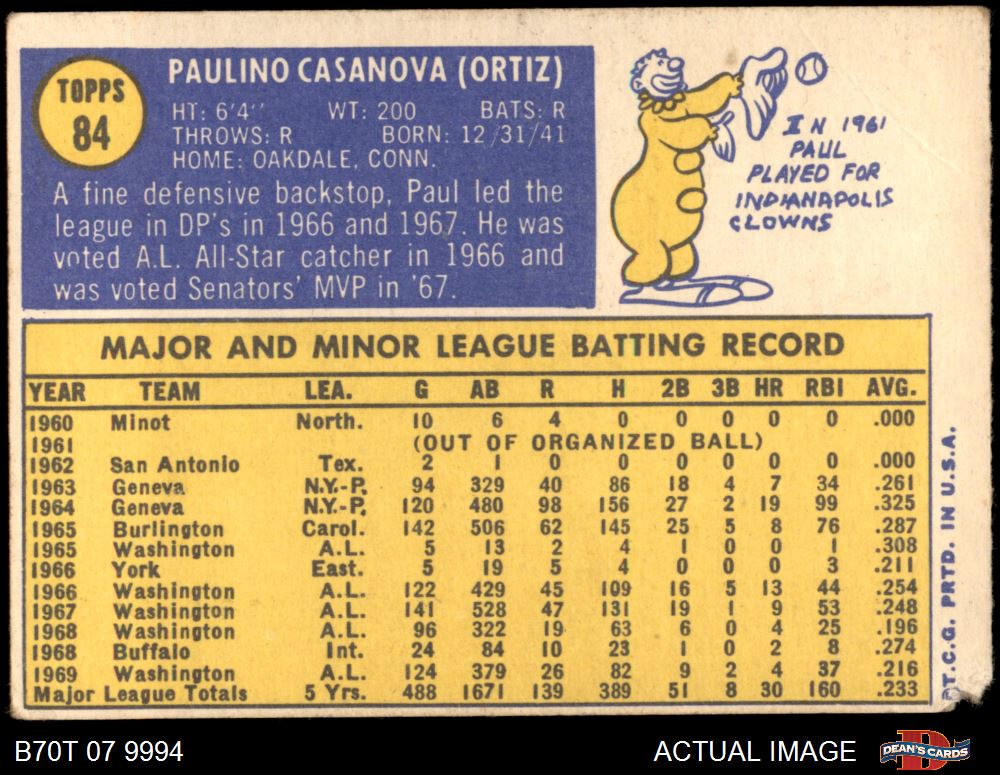 TOPPS
84
PAULINO CASANOVA (ORTIZ)
HT: 6'4" WT: 200 BATS: R
THROWS: R BORN: 12/31/41
HOME: OAKDALE, CONN.
A fine defensive backstop, Paul led the
league in DP's in 1966 and 1967. He was
voted A.L. All-Star catcher in 1966 and
was voted Senators' MVP in '67.
IN 1961
PAUL
PLAYED FOR
INDIANAPOLIS
CLOWNS
MAJOR AND MINOR LEAGUE BATTING RECORD
YEAR TEAM LEA. G AB R H 2B 3B HR RBI AVG.
1960 Minot North. 10 6 4 0 0 0 0 0 .000
1961 (OUT OF ORGANIZED BALL)
1962 San Antonio Tex. 2 1 0 0 0 0 0 0 .000
1963 Geneva N.Y.-P. 94 329 40 86 18 4 7 34 .261
1964 Geneva N.Y.-P. 120 480 98 156 27 2 19 99 .325
1965 Burlington Carol. 142 506 62 145 25 5 8 76 .287
1965 Washington A.L. 5 13 2 4 1 0 0 1 .308
1966 York East. 5 19 5 4 0 0 0 3 .211
1966 Washington A.L. 122 429 45 109 16 5 13 44 .254
1967 Washington A.L. 141 528 47 131 19 1 9 53 .248
1968 Washington A.L. 96 322 19 63 6 0 4 25 .196
1968 Buffalo Int. 24 84 10 23 1 0 2 8 .274
1969 Washington A.L. 124 379 26 82 9 2 4 37 .216
Major League Totals 5 Yrs. 488 1671 139 389 51 8 30 160 .233
T.C.G. PRTD. IN U.S.A.
B70T 07 9994
ACTUAL IMAGE
DEAN'S CARDS